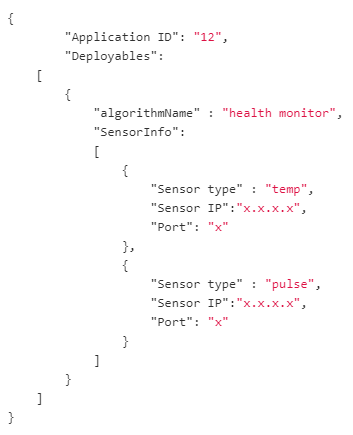 {
"Application ID": "12",
"Deployables":
[
{
"algorithmName" : "health monitor",
"SensorInfo":
[
{
"Sensor type" : "temp",
"Sensor IP":"x.x.x.x",
"Port": "x"
},
{
"Sensor type" : "pulse",
"Sensor IP":"x.x.x.x",
"Port": "x"
}
]
}
]
}